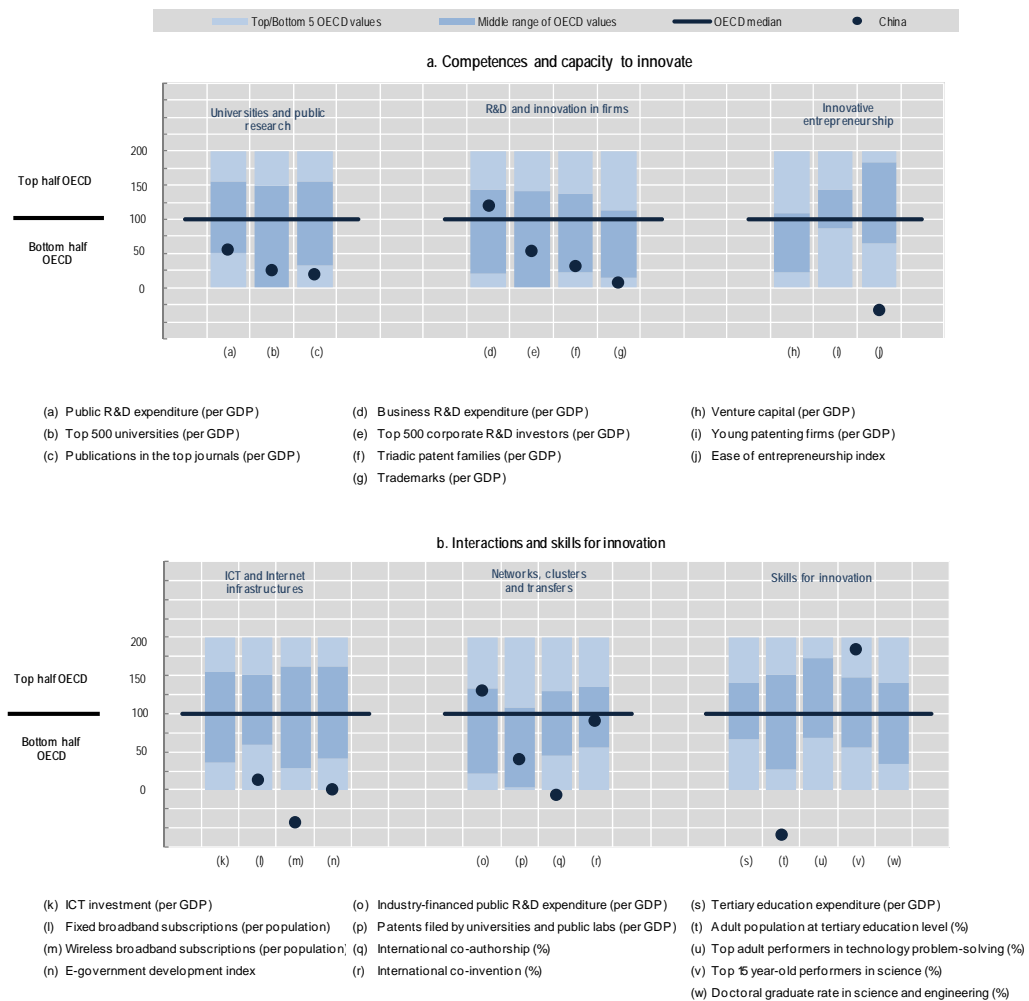 Top/Bottom 5 OECD values Middle range of OECD values OECD median China
a. Competences and capacity to innovate
Universities and public research
R&D and innovation in firms
Innovative entrepreneurship
200
Top half OECD
150
100
Bottom half OECD
50
0
(a) (b) (c) (d) (e) (f) (g) (h) (i) (j)
(a) Public R&D expenditure (per GDP)
(b) Top 500 universities (per GDP)
(c) Publications in the top journals (per GDP)
(d) Business R&D expenditure (per GDP)
(e) Top 500 corporate R&D investors (per GDP)
(f) Triadic patent families (per GDP)
(g) Trademarks (per GDP)
(h) Venture capital (per GDP)
(i) Young patenting firms (per GDP)
(j) Ease of entrepreneurship index
b. Interactions and skills for innovation
ICT and Internet infrastructures
Networks, clusters and transfers
Skills for innovation
200
Top half OECD
150
100
Bottom half OECD
50
0
(k) (l) (m) (n) (o) (p) (q) (r) (s) (t) (u) (v) (w)
(k) ICT investment (per GDP)
(l) Fixed broadband subscriptions (per population)
(m) Wireless broadband subscriptions (per population)
(n) E-government development index
(o) Industry-financed public R&D expenditure (per GDP)
(p) Patents filed by universities and public labs (per GDP)
(q) International co-authorship (%)
(r) International co-invention (%)
(s) Tertiary education expenditure (per GDP)
(t) Adult population at tertiary education level (%)
(u) Top adult performers in technology problem-solving (%)
(v) Top 15 year-old performers in science (%)
(w) Doctoral graduate rate in science and engineering (%)